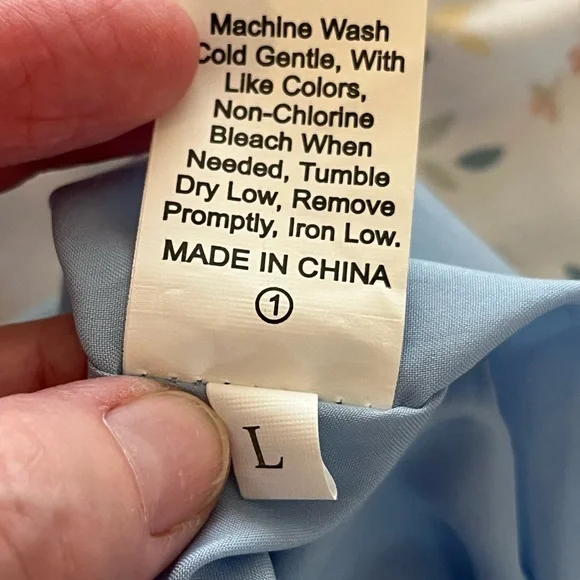 Machine Wash
Cold Gentle, With
Like Colors,
Non-Chlorine
Bleach When
Needed, Tumble
Dry Low, Remove
Promptly, Iron Low.
MADE IN CHINA
①
L